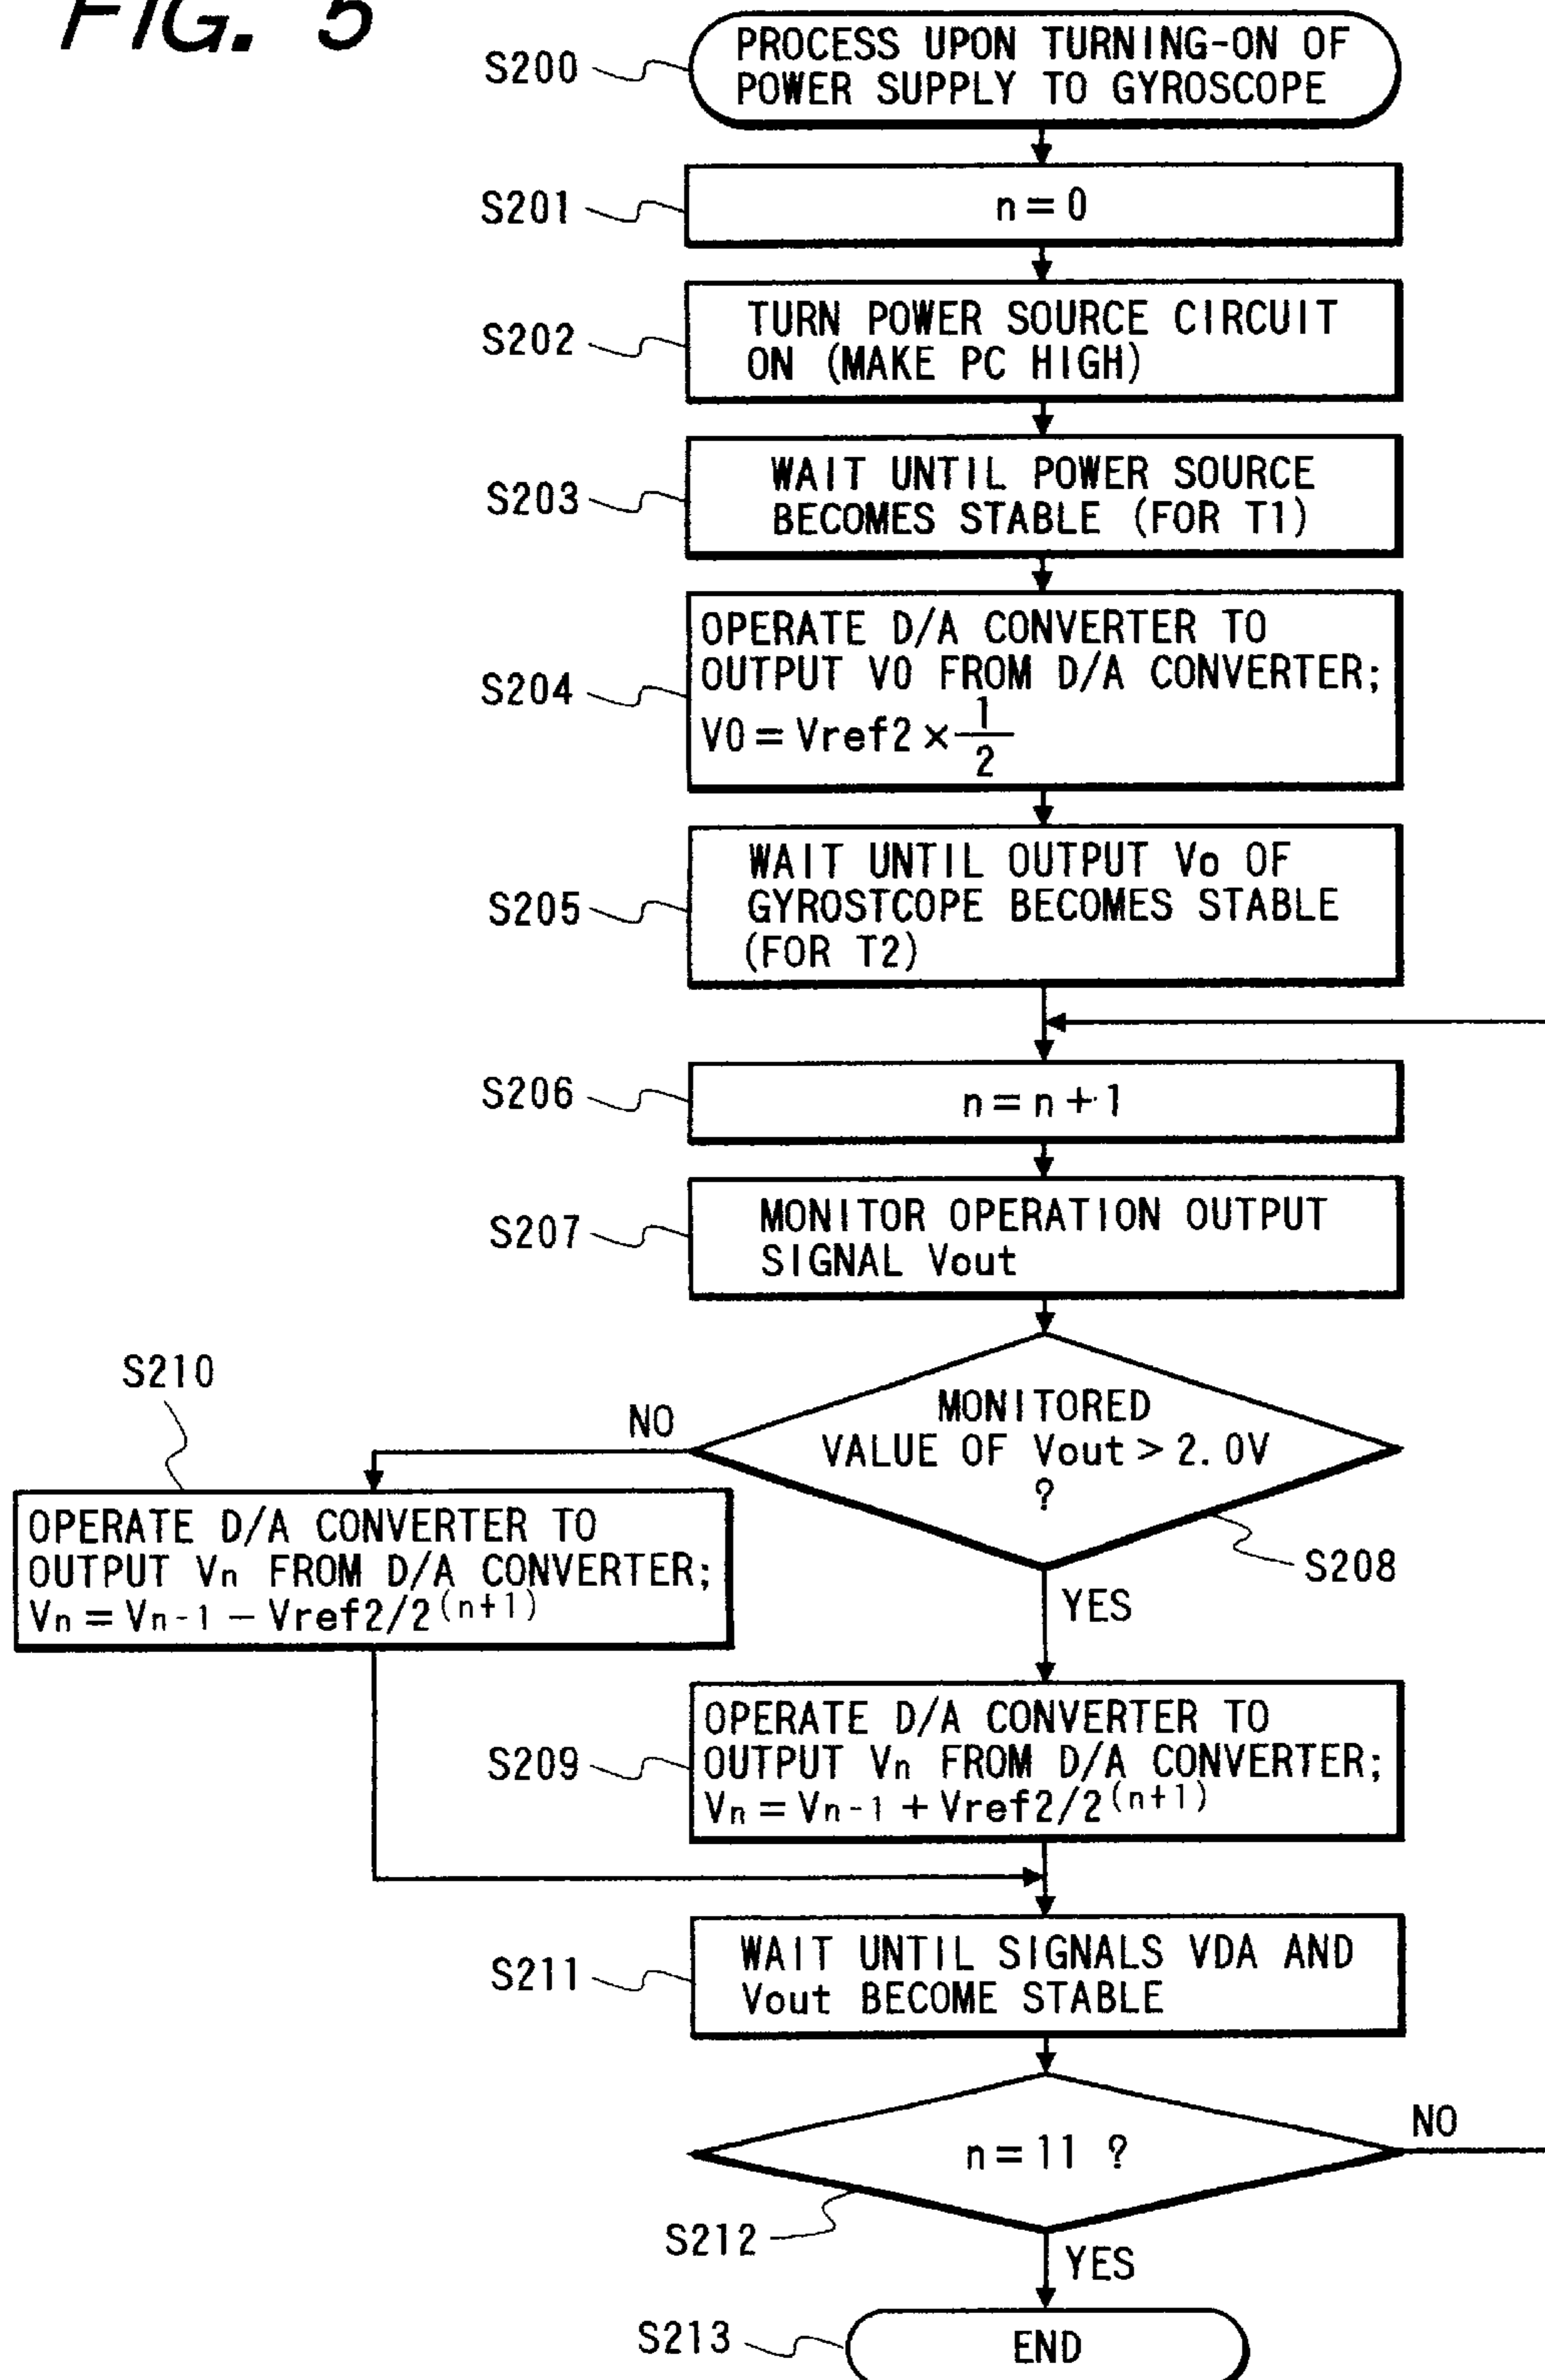 FIG. 5
S200
PROCESS UPON TURNING-ON OF
POWER SUPPLY TO GYROSCOPE
S201
n = 0
S202
TURN POWER SOURCE CIRCUIT
ON (MAKE PC HIGH)
S203
WAIT UNTIL POWER SOURCE
BECOMES STABLE (FOR T1)
S204
OPERATE D/A CONVERTER TO
OUTPUT V0 FROM D/A CONVERTER;
V0 = Vref2 × 1/2
S205
WAIT UNTIL OUTPUT Vo OF
GYROSTCOPE BECOMES STABLE
(FOR T2)
S206
n = n + 1
S207
MONITOR OPERATION OUTPUT
SIGNAL Vout
S208
MONITORED
VALUE OF Vout > 2.0V
?
NO
YES
S210
OPERATE D/A CONVERTER TO
OUTPUT Vn FROM D/A CONVERTER;
Vn = Vn-1 − Vref2/2^(n+1)
S209
OPERATE D/A CONVERTER TO
OUTPUT Vn FROM D/A CONVERTER;
Vn = Vn-1 + Vref2/2^(n+1)
S211
WAIT UNTIL SIGNALS VDA AND
Vout BECOME STABLE
S212
n = 11 ?
NO
YES
S213
END